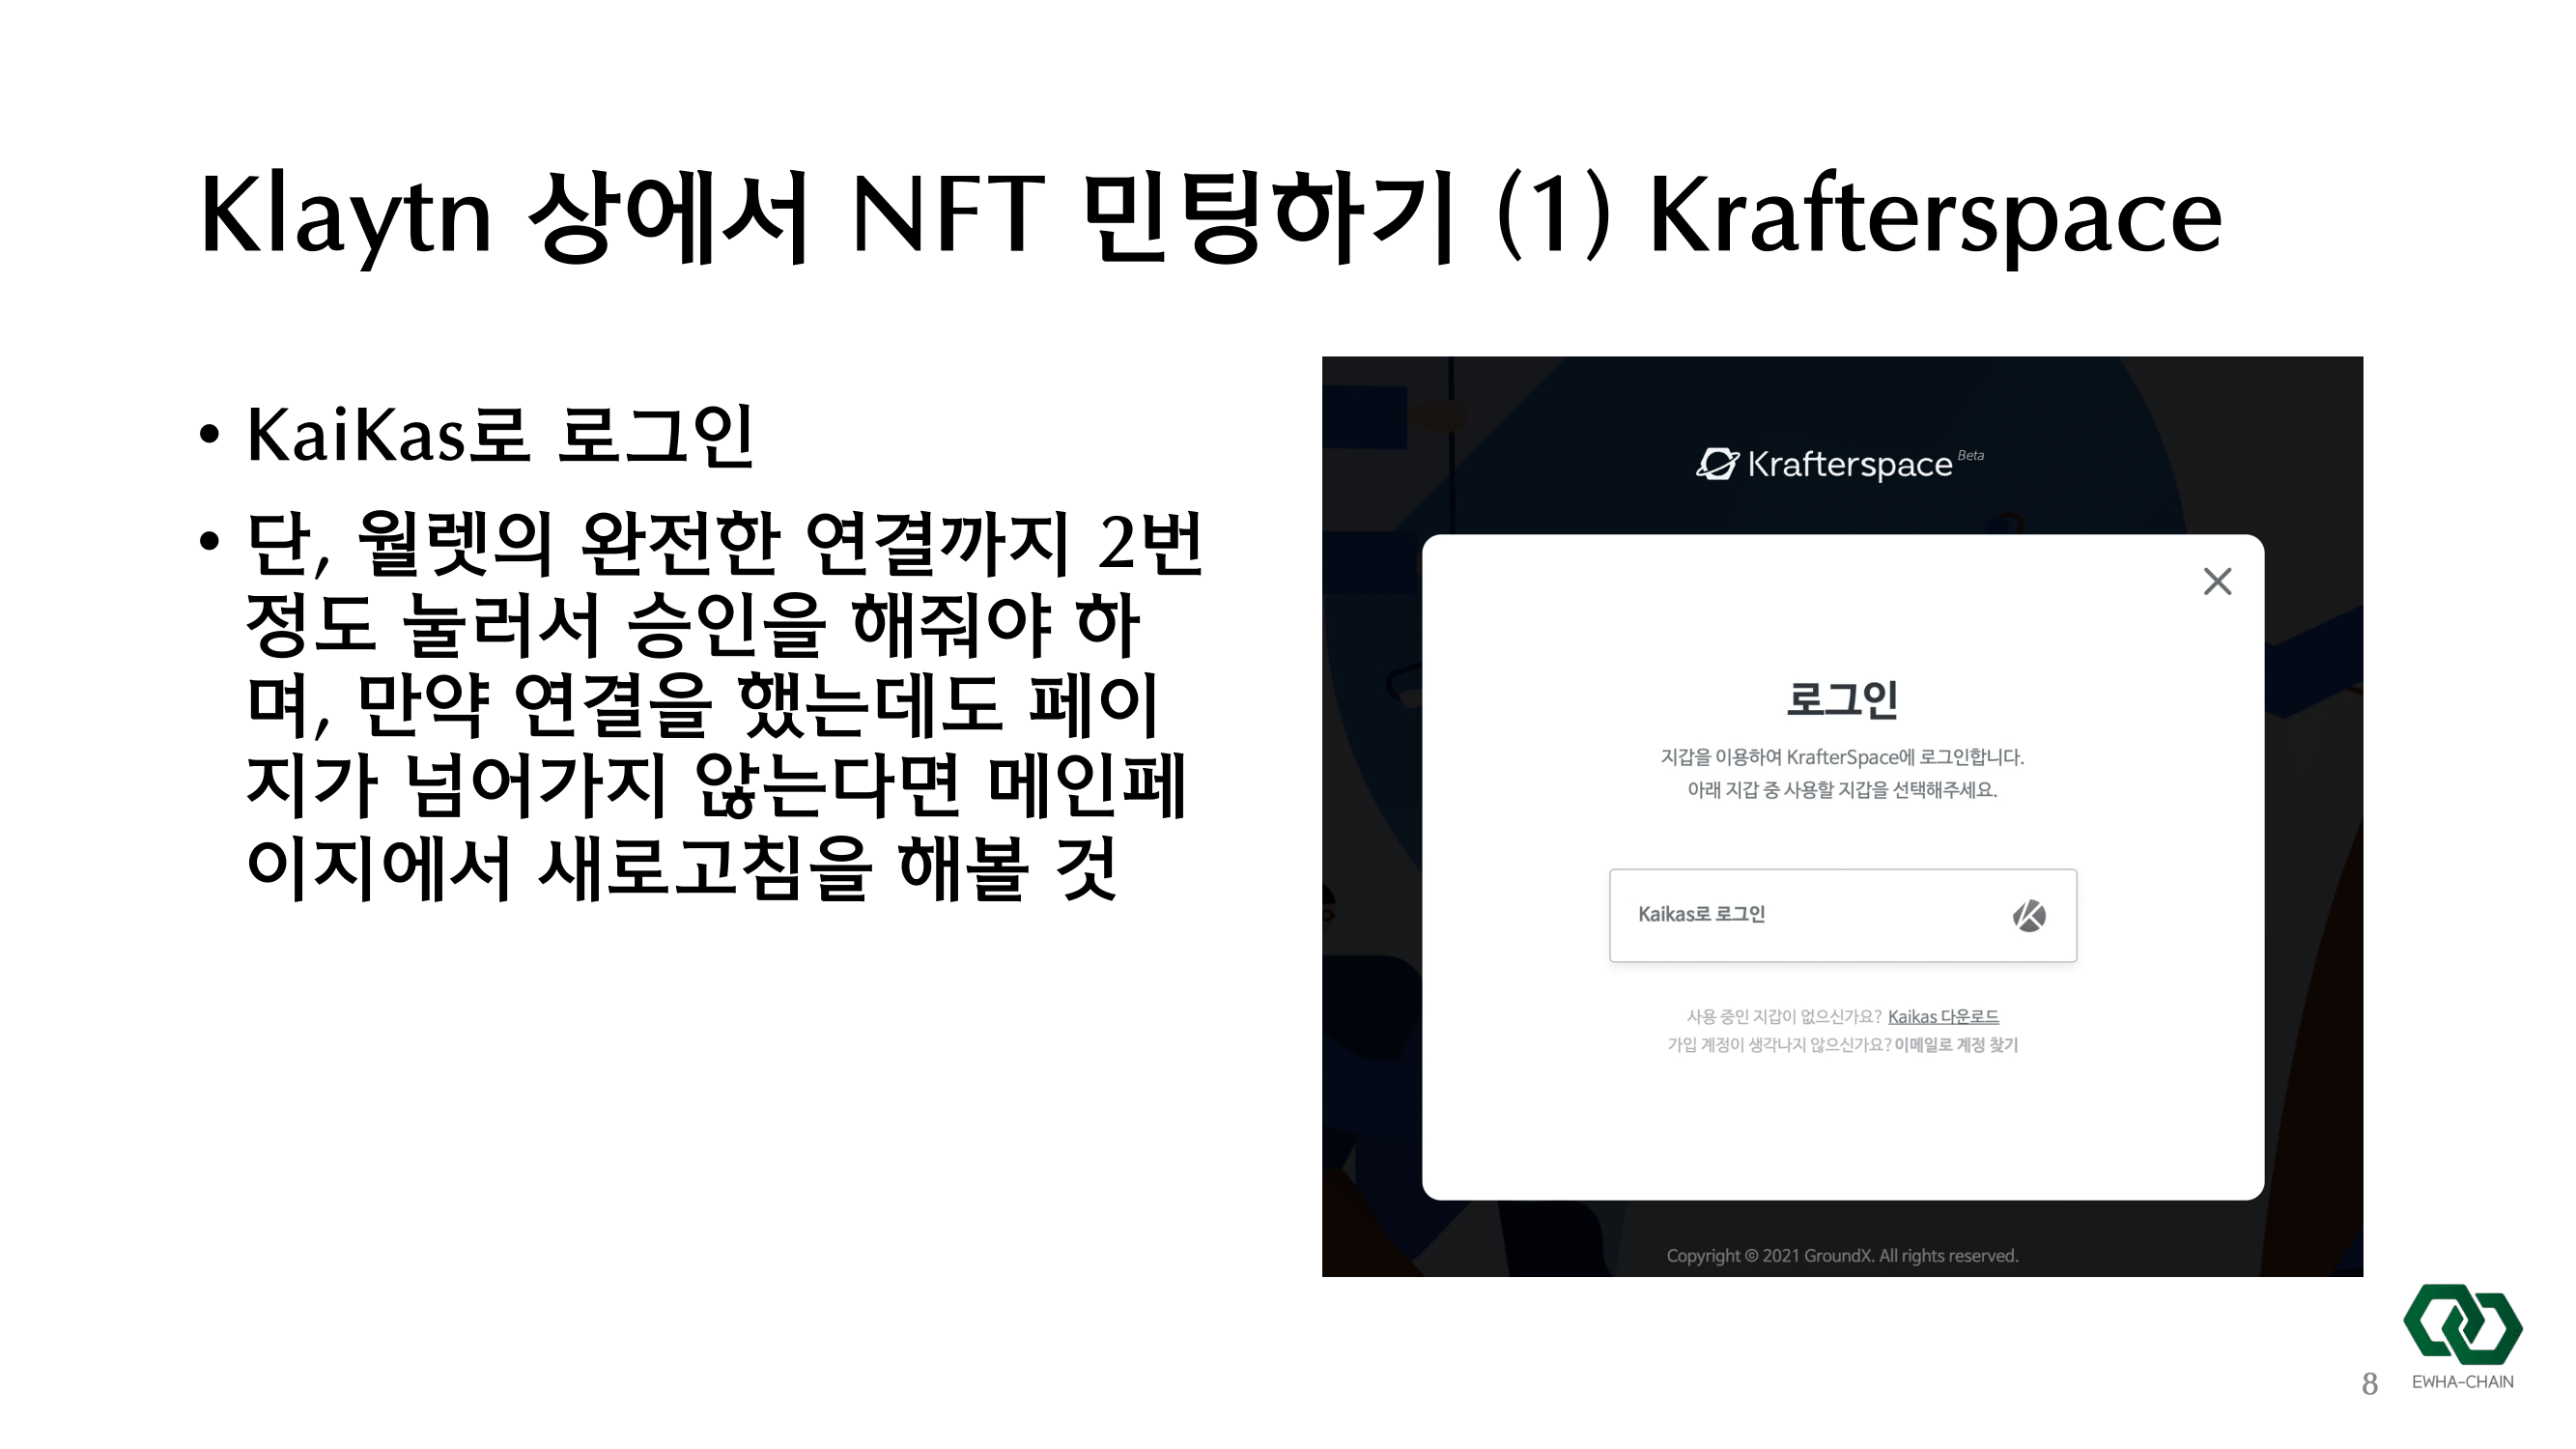 Klaytn 상에서 NFT 민팅하기 (1) Krafterspace
• KaiKas로 로그인
• 단, 월렛의 완전한 연결까지 2번
정도 눌러서 승인을 해줘야 하
며, 만약 연결을 했는데도 페이
지가 넘어가지 않는다면 메인페
이지에서 새로고침을 해볼 것
Krafterspace Beta
로그인
지갑을 이용하여 KrafterSpace에 로그인합니다.
아래 지갑 중 사용할 지갑을 선택해주세요.
Kaikas로 로그인
사용 중인 지갑이 없으신가요? Kaikas 다운로드
가입 계정이 생각나지 않으신가요? 이메일로 계정 찾기
Copyright © 2021 GroundX. All rights reserved.
8
EWHA-CHAIN